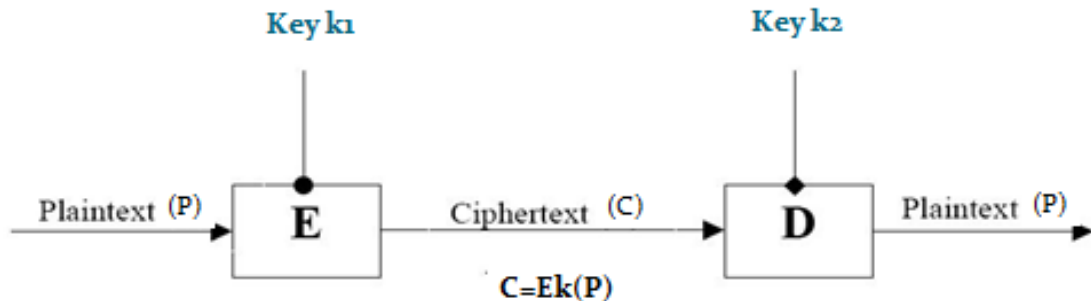 Key k1
Key k2
Plaintext (P)
E
Ciphertext (C)
D
Plaintext (P)
C=Ek(P)